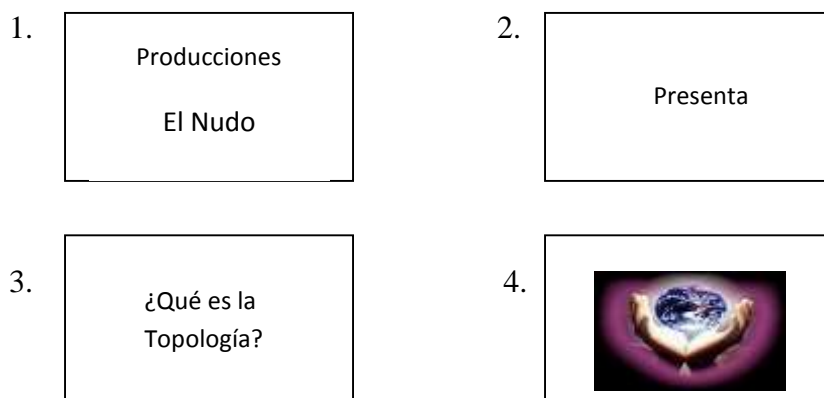 1.
Producciones
El Nudo
2.
Presenta
3.
¿Qué es la
Topología?
4.